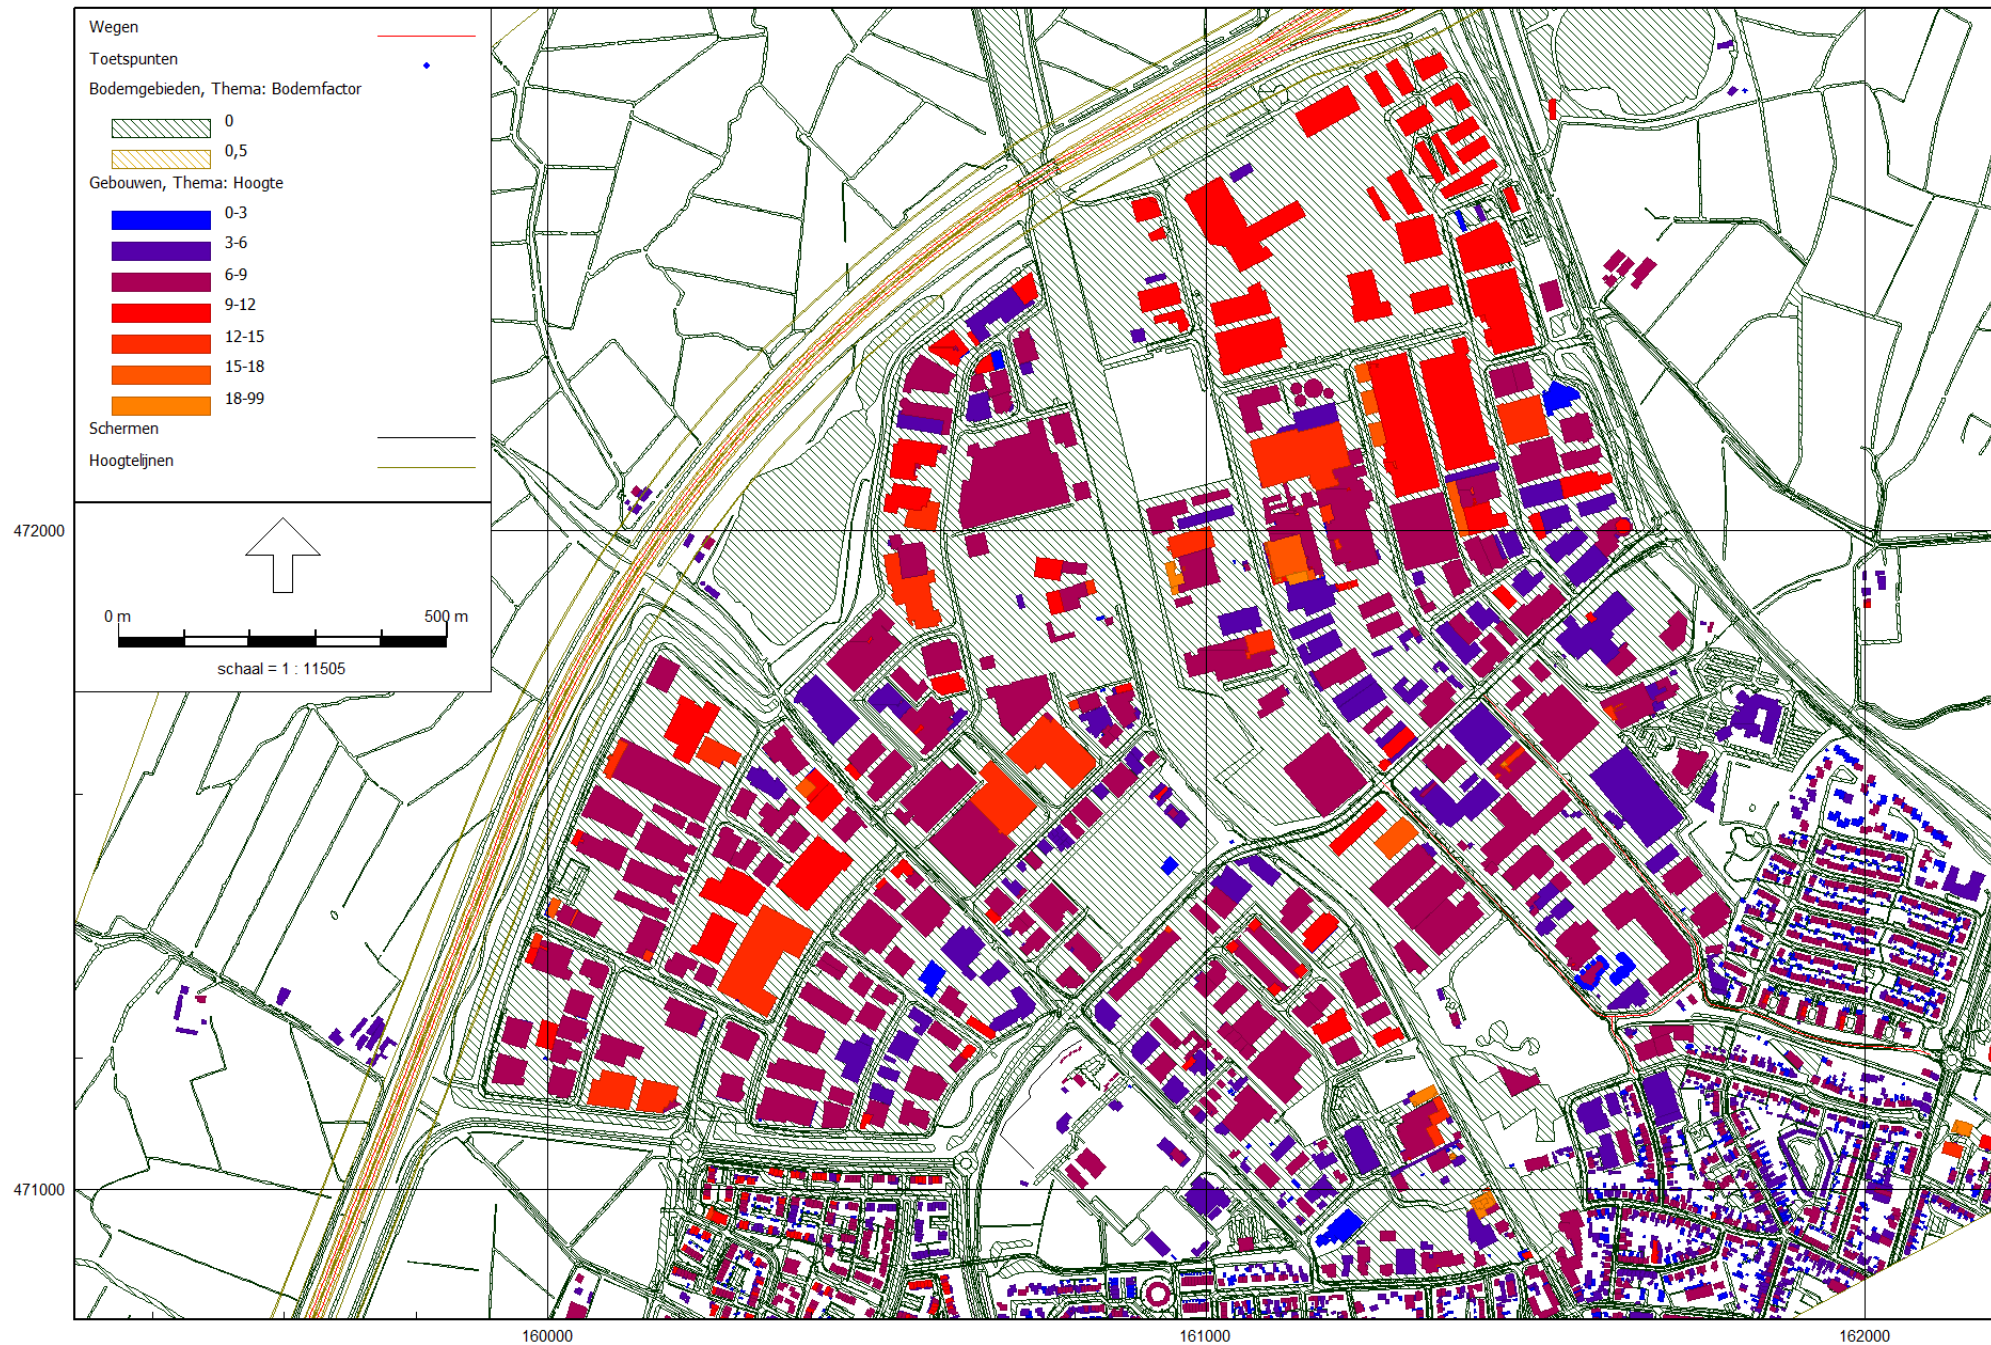 Wegen
Toetspunten
Bodemgebieden, Thema: Bodemfactor
0
0,5
Gebouwen, Thema: Hoogte
0-3
3-6
6-9
9-12
12-15
15-18
18-99
Schermen
Hoogtelijnen
472000
0 m 500 m
schaal = 1 : 11505
471000
160000 161000 162000